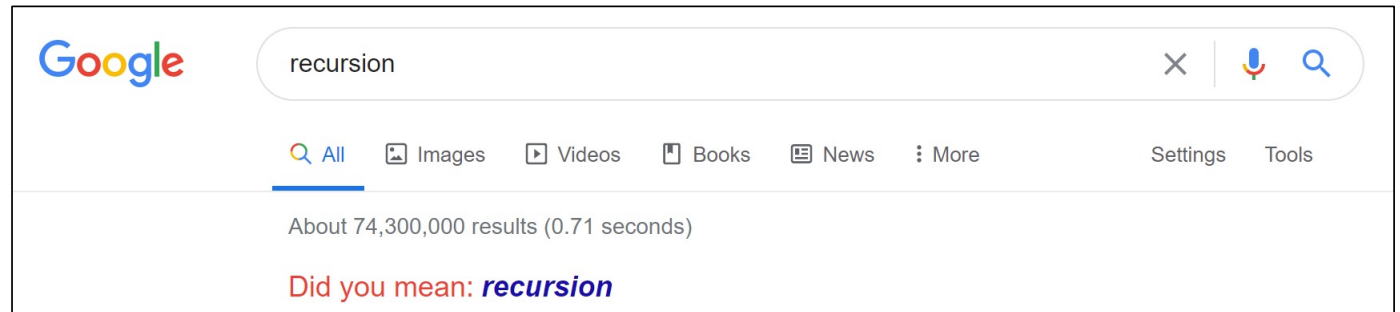 Google recursion
All Images Videos Books News More Settings Tools
About 74,300,000 results (0.71 seconds)
Did you mean: recursion